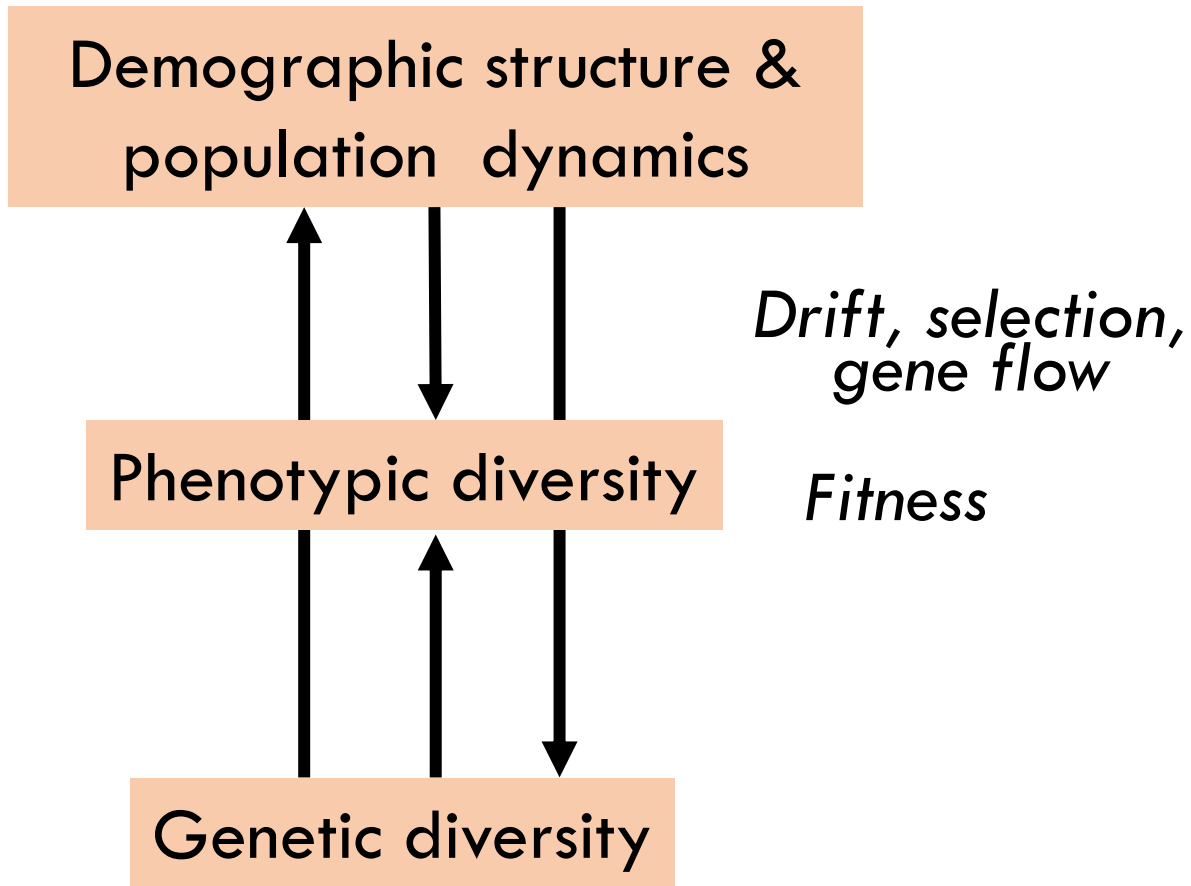 Demographic structure &
population dynamics
Drift, selection,
gene flow
Phenotypic diversity
Fitness
Genetic diversity